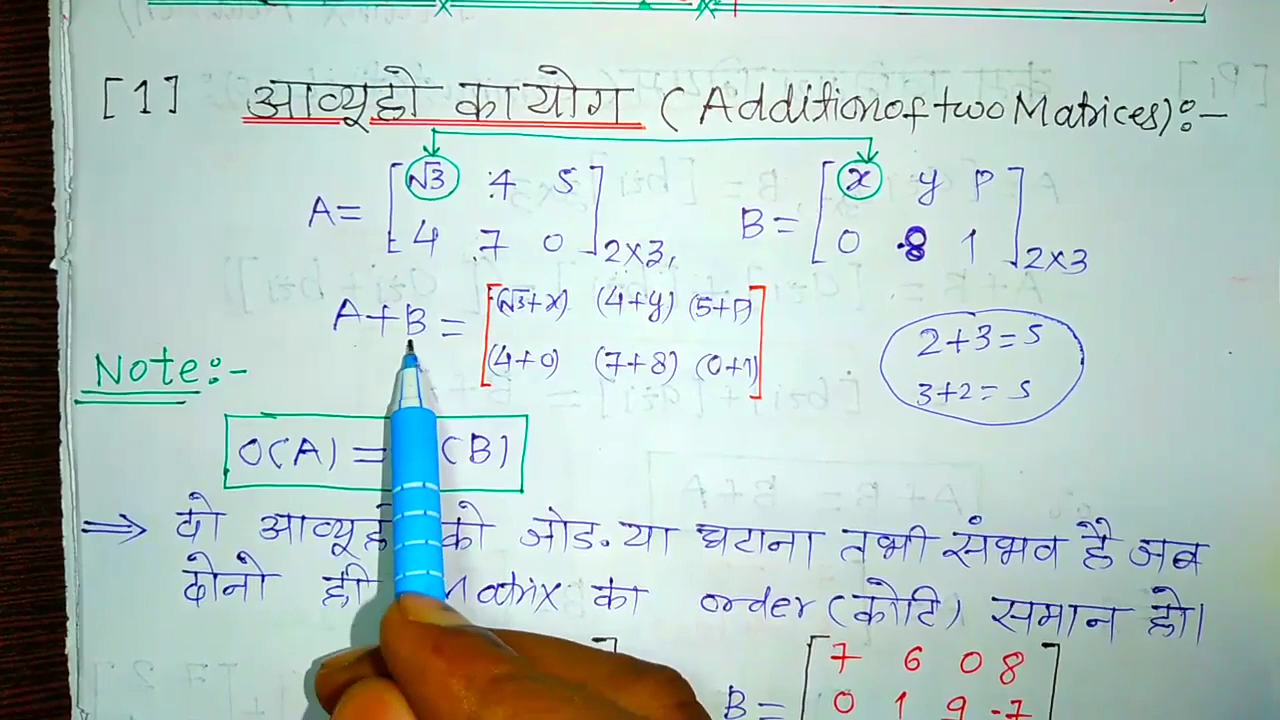 [1] आव्यूहो का योग (Addition of two Matrices):-
A = [√3 4 5
4 7 0]2×3,
B = [x y p
0 8 1]2×3
A+B = [(√3+x) (4+y) (5+p)
(4+0) (7+8) (0+1)]
2+3=5
3+2=5
Note:-
O(A) = (B)
⇒ दो आव्यूहो को जोड़ या घटाना तभी संभव है जब
दोनो ही Matrix का order (कोटि) समान हो।
B = [7 6 0 8
0 1 9 -7